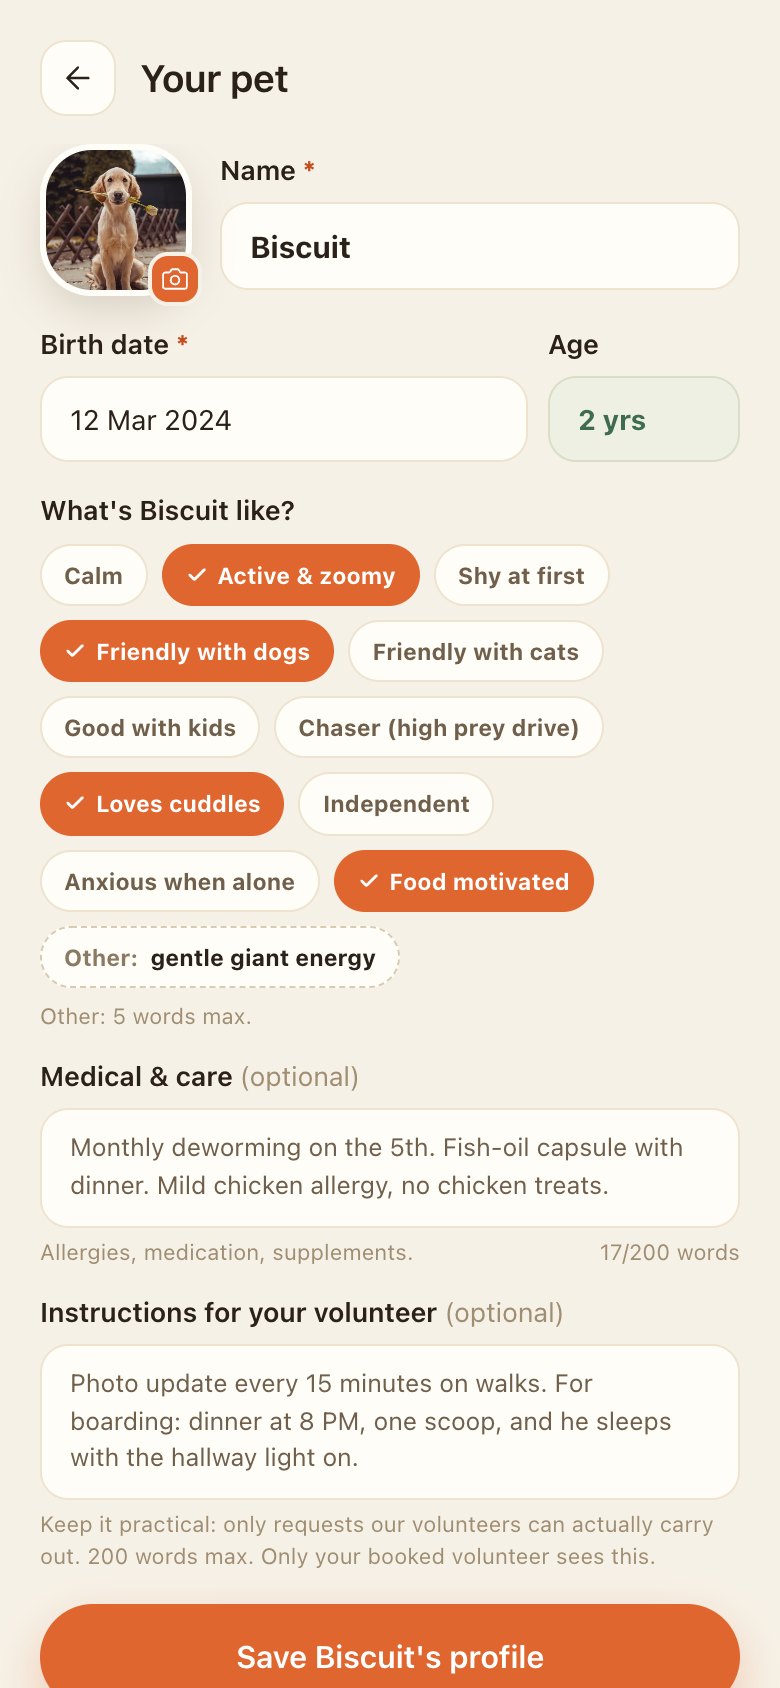 Your pet
Name *
Biscuit
Birth date *
Age
12 Mar 2024
2 yrs
What's Biscuit like?
Calm
Active & zoomy
Shy at first
Friendly with dogs
Friendly with cats
Good with kids
Chaser (high prey drive)
Loves cuddles
Independent
Anxious when alone
Food motivated
Other: gentle giant energy
Other: 5 words max.
Medical & care (optional)
Monthly deworming on the 5th. Fish-oil capsule with
dinner. Mild chicken allergy, no chicken treats.
Allergies, medication, supplements.
17/200 words
Instructions for your volunteer (optional)
Photo update every 15 minutes on walks. For
boarding: dinner at 8 PM, one scoop, and he sleeps
with the hallway light on.
Keep it practical: only requests our volunteers can actually carry
out. 200 words max. Only your booked volunteer sees this.
Save Biscuit's profile